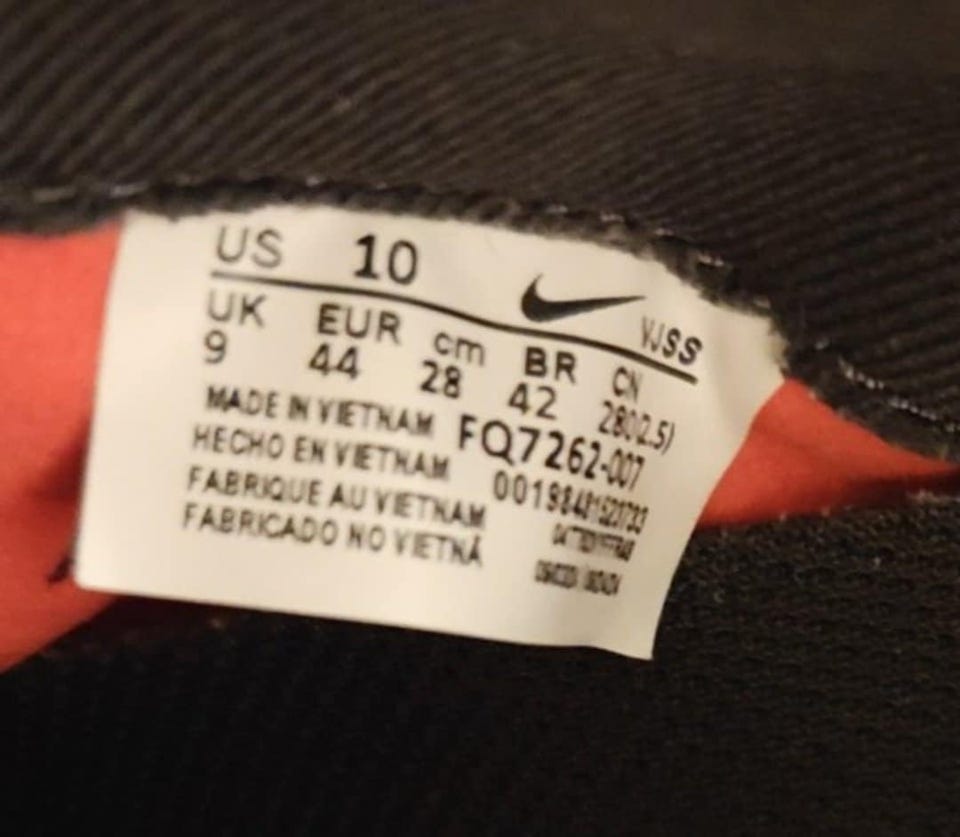 US 10
VJSS
UK EUR cm BR CN
9 44 28 42 280(2.5)
MADE IN VIETNAM FQ7262-007
HECHO EN VIETNAM
FABRIQUE AU VIETNAM
FABRICADO NO VIETNÃ